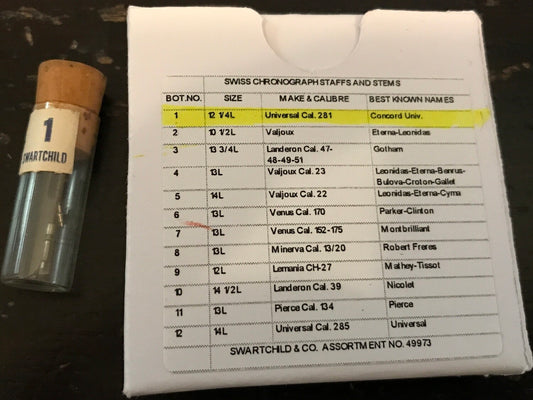 1
SWARTCHILD
SWISS CHRONOGRAPH STAFFS AND STEMS
BOT.NO. SIZE MAKE & CALIBRE BEST KNOWN NAMES
1 12 1/4L Universal Cal. 281 Concord Univ.
2 10 1/2L Valjoux Eterna-Leonidas
3 13 3/4L Landeron Cal. 47-
48-49-51 Gotham
4 13L Valjoux Cal. 23 Leonidas-Eterna-Benrus-
Bulova-Croton-Gallet
5 14L Valjoux Cal. 22 Leonidas-Eterna-Cyma
6 13L Venus Cal. 170 Parker-Clinton
7 13L Venus Cal. 152-175 Montbrilliant
8 13L Minerva Cal. 13/20 Robert Freres
9 12L Lemania CH-27 Mathey-Tissot
10 14 1/2L Landeron Cal. 39 Nicolet
11 13L Pierce Cal. 134 Pierce
12 14L Universal Cal. 285 Universal
SWARTCHILD & CO. ASSORTMENT NO. 49973